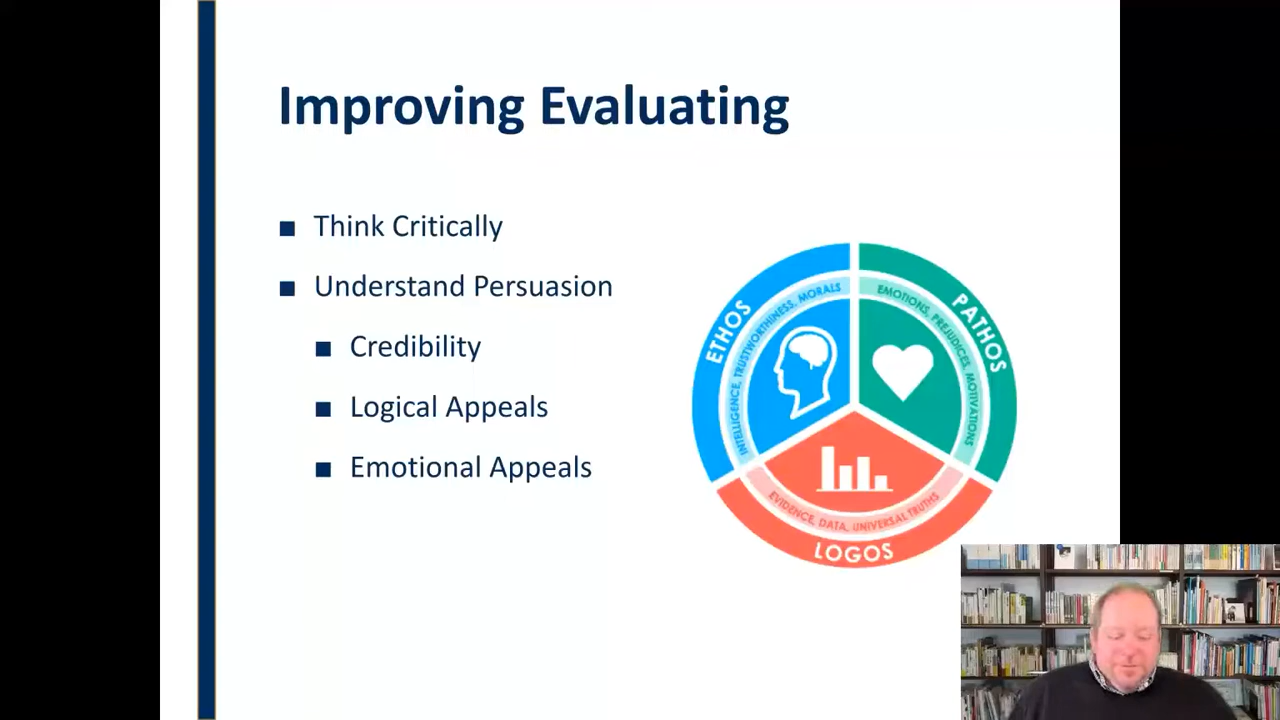 Improving Evaluating
Think Critically
Understand Persuasion
Credibility
Logical Appeals
Emotional Appeals
ETHOS
INTELLIGENCE, TRUSTWORTHINESS, MORALS
PATHOS
EMOTIONS, PREJUDICES, MOTIVATIONS
EVIDENCE, DATA, UNIVERSAL TRUTHS
LOGOS